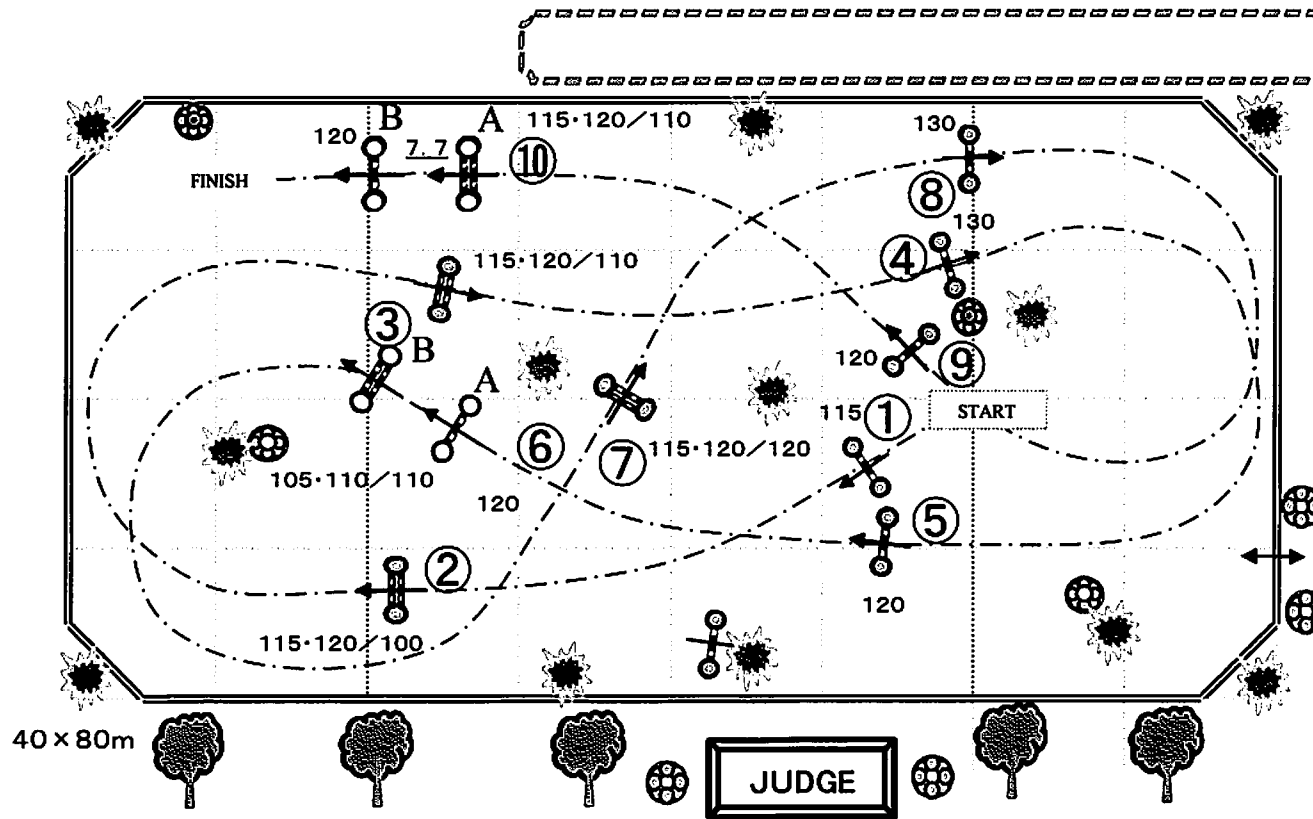 B
A
115・120/110
120
7.7
⑩
130
FINISH
⑧
130
④
115・120/110
③
B
120
⑨
A
115
①
START
⑥
⑦
115・120/120
105・110/110
120
⑤
②
120
115・120/100
40×80m
JUDGE